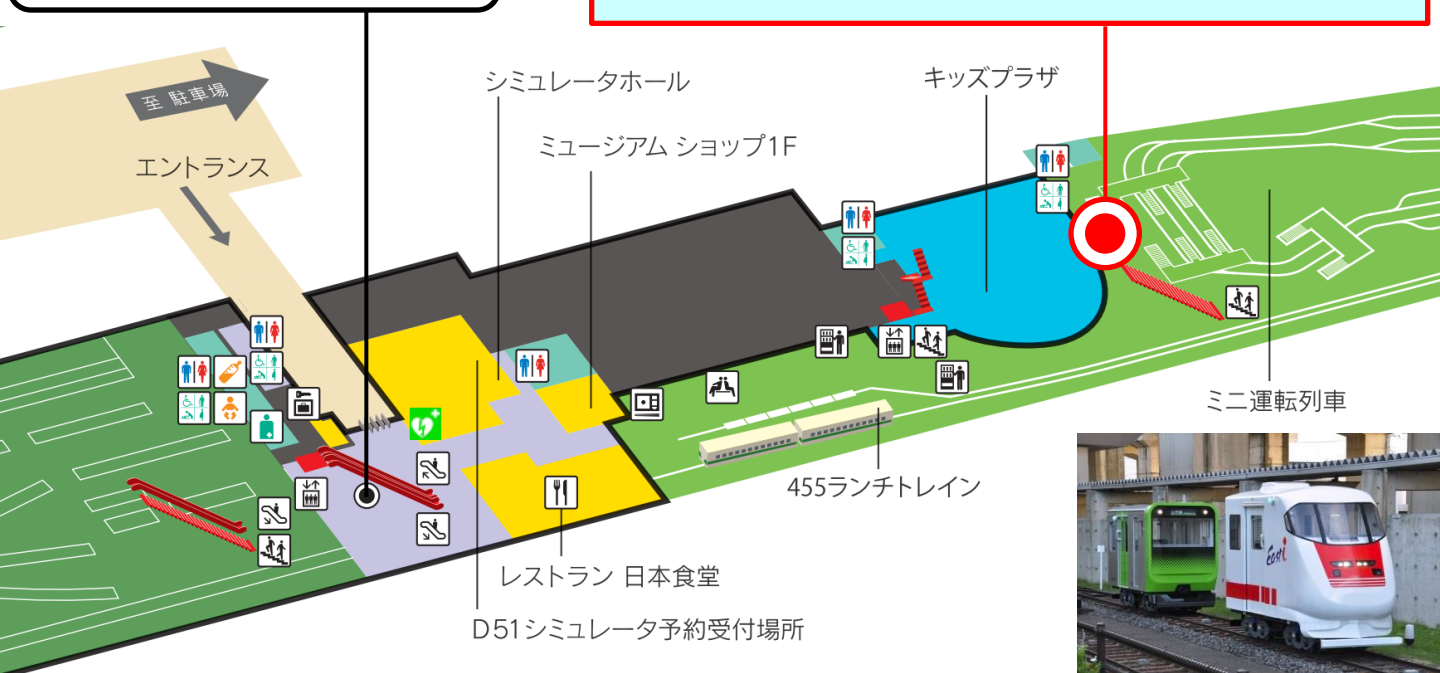 至 駐車場
エントランス
シミュレータホール
ミュージアム ショップ1F
キッズプラザ
ミニ運転列車
455ランチトレイン
レストラン 日本食堂
D51シミュレータ予約受付場所
East i